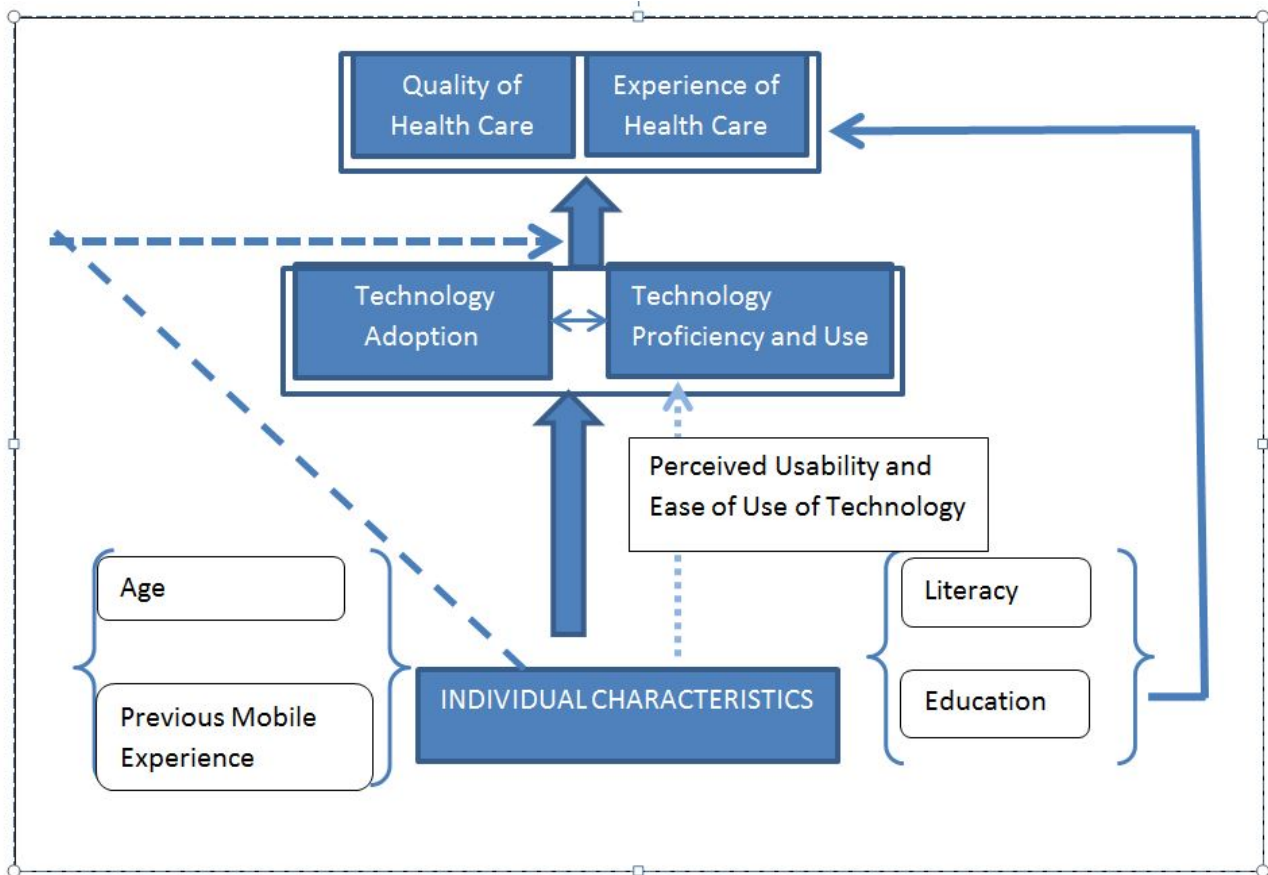 Quality of
Health Care
Experience of
Health Care
Technology
Adoption
Technology
Proficiency and Use
Perceived Usability and
Ease of Use of Technology
Age
Previous Mobile
Experience
INDIVIDUAL CHARACTERISTICS
Literacy
Education